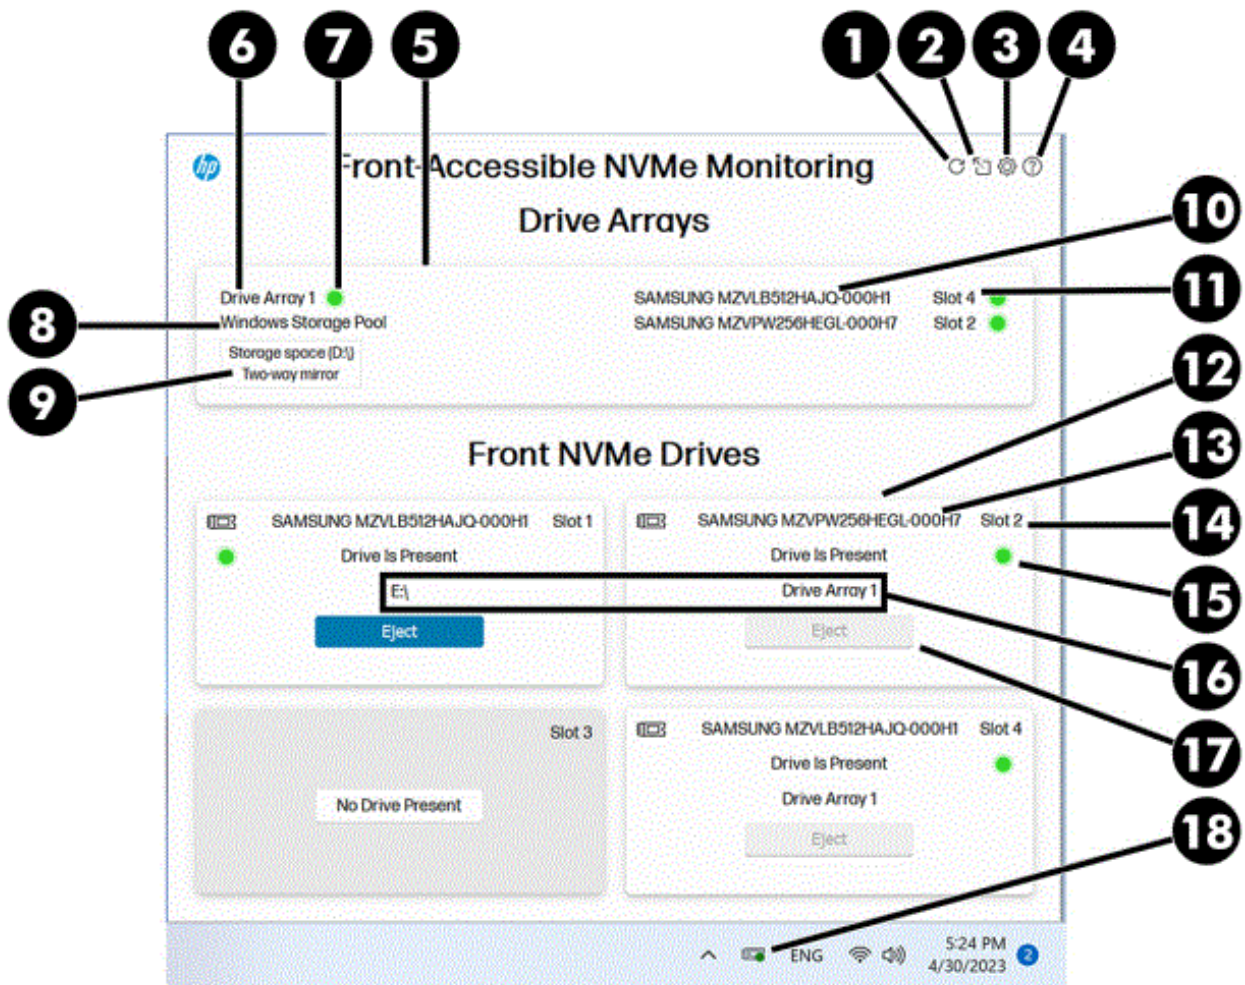 6 7 5 1 2 3 4
hp
Front-Accessible NVMe Monitoring
Drive Arrays
10
Drive Array 1
SAMSUNG MZVLB512HAJQ-000H1 Slot 4
11
8
Windows Storage Pool
SAMSUNG MZVPW256HEGL-000H7 Slot 2
Storage space (D:\)
Two-way mirror
9
12
Front NVMe Drives
13
SAMSUNG MZVLB512HAJQ-000H1 Slot 1
Drive Is Present
E:\
Eject
SAMSUNG MZVPW256HEGL-000H7 Slot 2
14
Drive Is Present
15
Drive Array 1
16
Eject
17
Slot 3
No Drive Present
SAMSUNG MZVLB512HAJQ-000H1 Slot 4
Drive Is Present
Drive Array 1
Eject
18
ENG
5:24 PM
4/30/2023
2